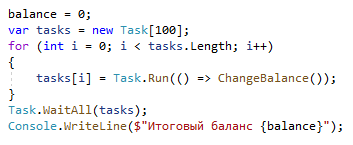 balance = 0;
var tasks = new Task[100];
for (int i = 0; i < tasks.Length; i++)
{
    tasks[i] = Task.Run(() => ChangeBalance());
}
Task.WaitAll(tasks);
Console.WriteLine($"Итоговый баланс {balance}");